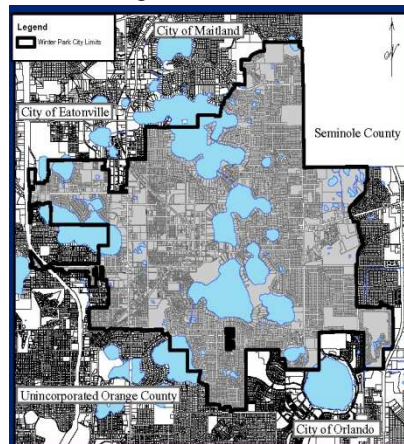 Legend
Winter Park City Limits
City of Maitland
N
City of Eatonville
Seminole County
Unincorporated Orange County
City of Orlando